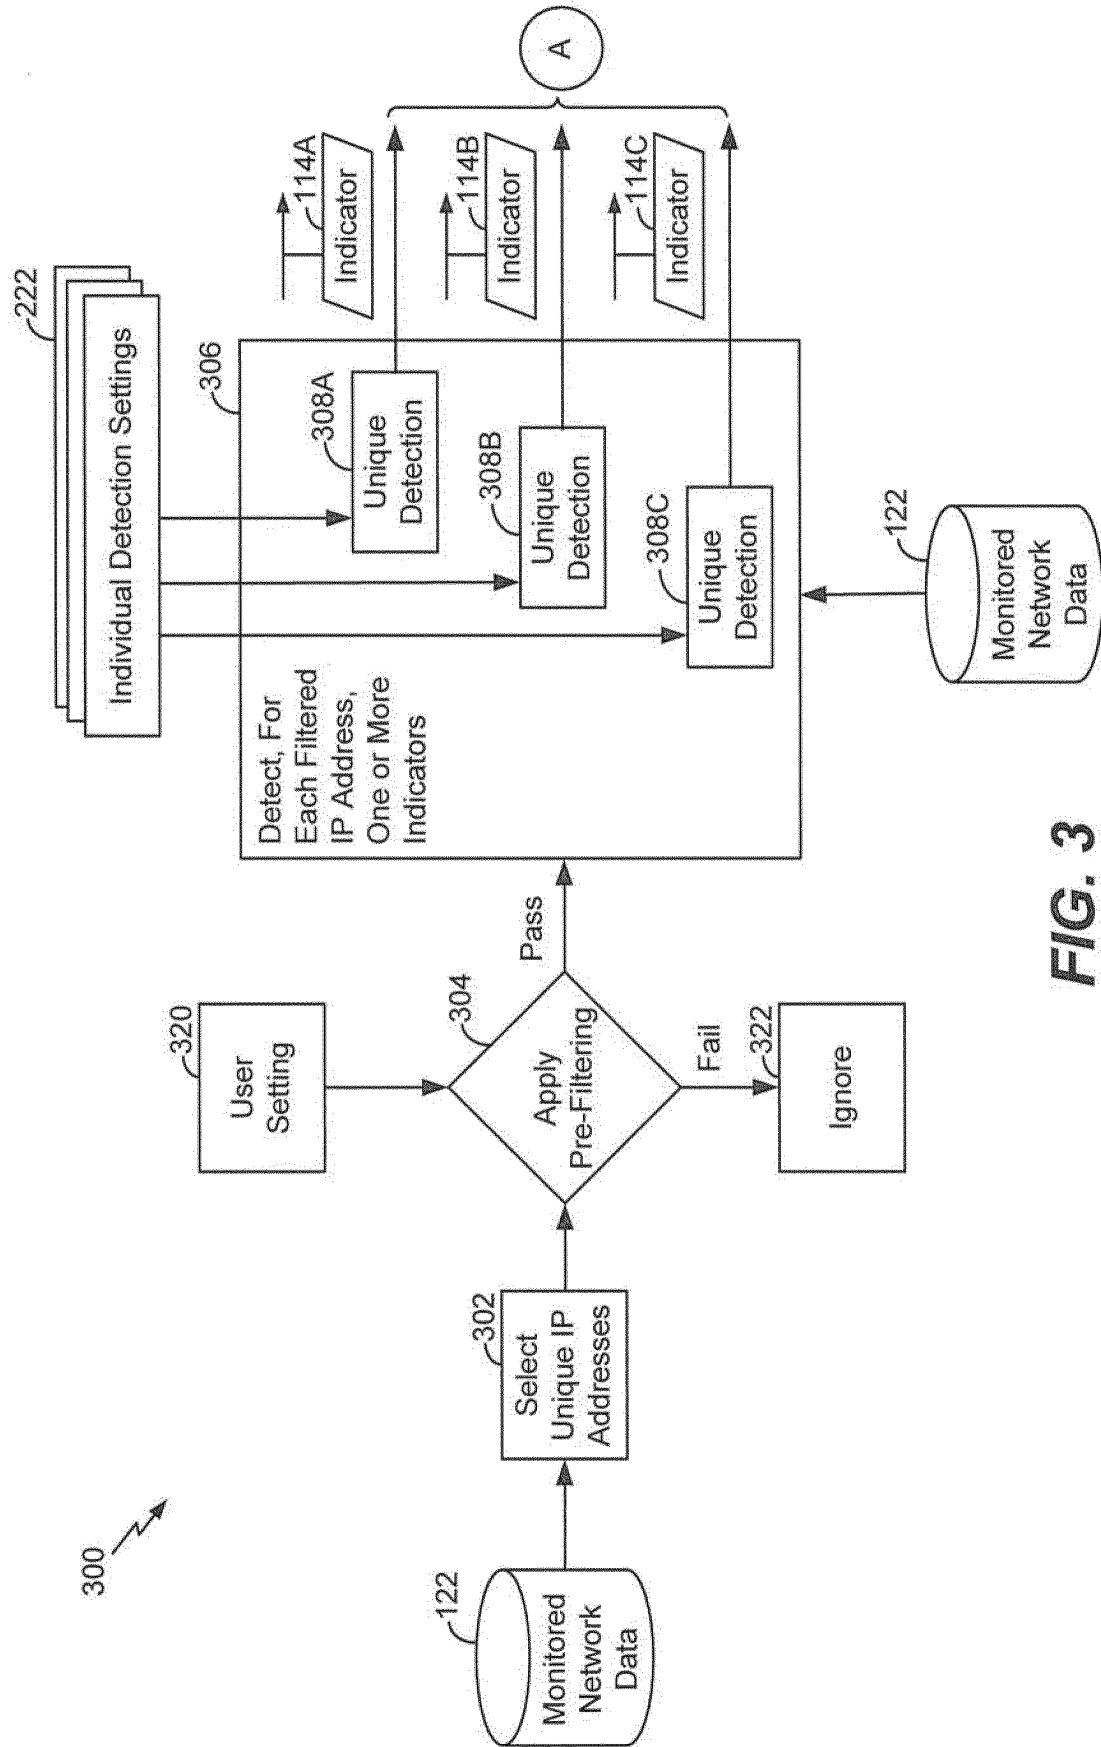 300
122
Monitored
Network
Data
302
Select
Unique IP
Addresses
320
User
Setting
304
Apply
Pre-Filtering
Pass
Fail
322
Ignore
222
Individual Detection Settings
306
Detect, For
Each Filtered
IP Address,
One or More
Indicators
308A
Unique
Detection
308B
Unique
Detection
308C
Unique
Detection
122
Monitored
Network
Data
114A
Indicator
114B
Indicator
114C
Indicator
A
FIG. 3